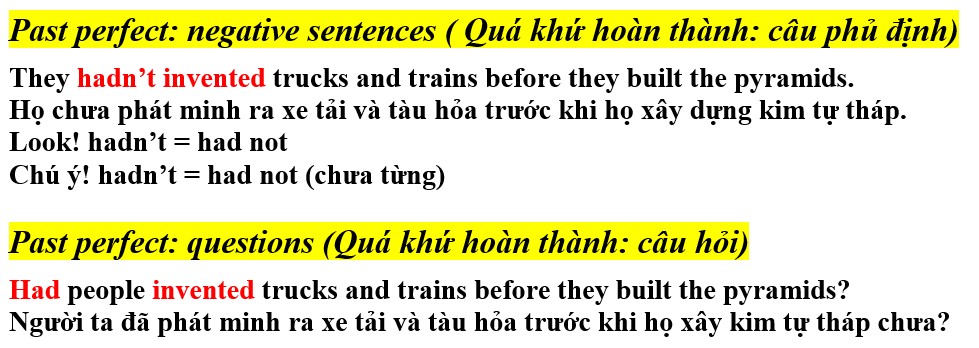 Past perfect: negative sentences ( Quá khứ hoàn thành: câu phủ định)
They hadn’t invented trucks and trains before they built the pyramids.
Họ chưa phát minh ra xe tải và tàu hỏa trước khi họ xây dựng kim tự tháp.
Look! hadn’t = had not
Chú ý! hadn’t = had not (chưa từng)
Past perfect: questions (Quá khứ hoàn thành: câu hỏi)
Had people invented trucks and trains before they built the pyramids?
Người ta đã phát minh ra xe tải và tàu hỏa trước khi họ xây kim tự tháp chưa?